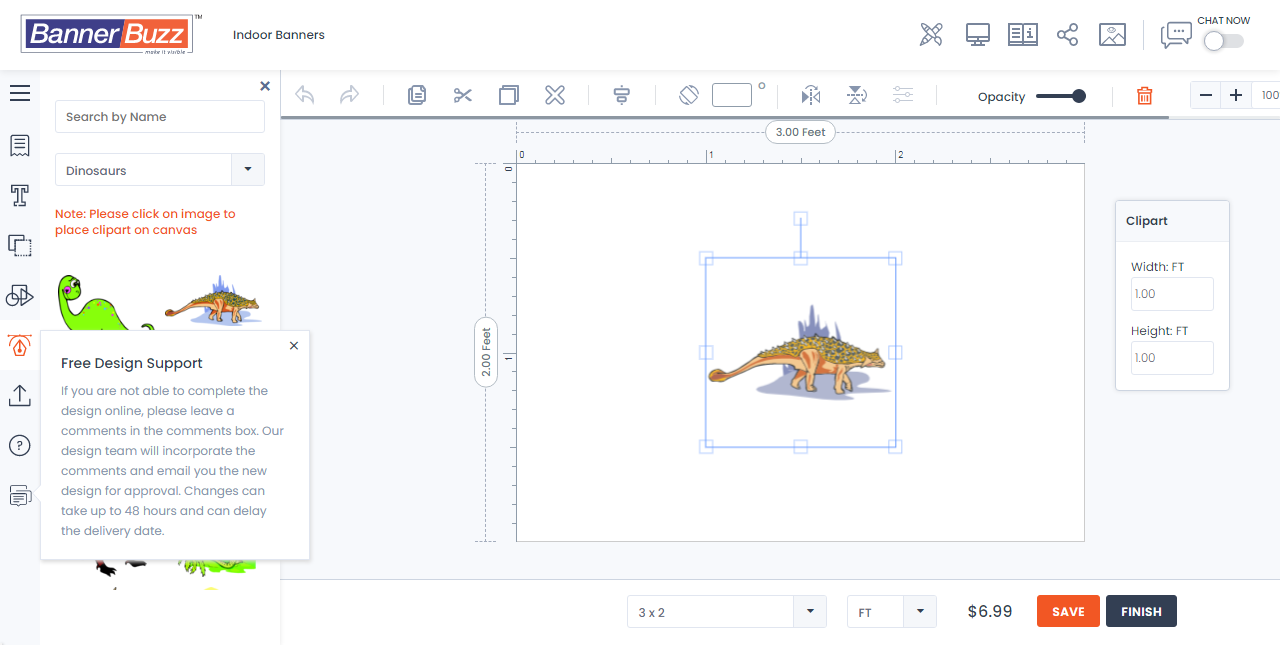 BannerBuzz™
make it visible
Indoor Banners
CHAT NOW
Search by Name
Dinosaurs
Note: Please click on image to
place clipart on canvas
Opacity
100
3.00 Feet
0
1
2
0
1
2.00 Feet
Clipart
Width: FT
1.00
Height: FT
1.00
Free Design Support
If you are not able to complete the
design online, please leave a
comments in the comments box. Our
design team will incorporate the
comments and email you the new
design for approval. Changes can
take up to 48 hours and can delay
the delivery date.
3 x 2
FT
$6.99
SAVE
FINISH